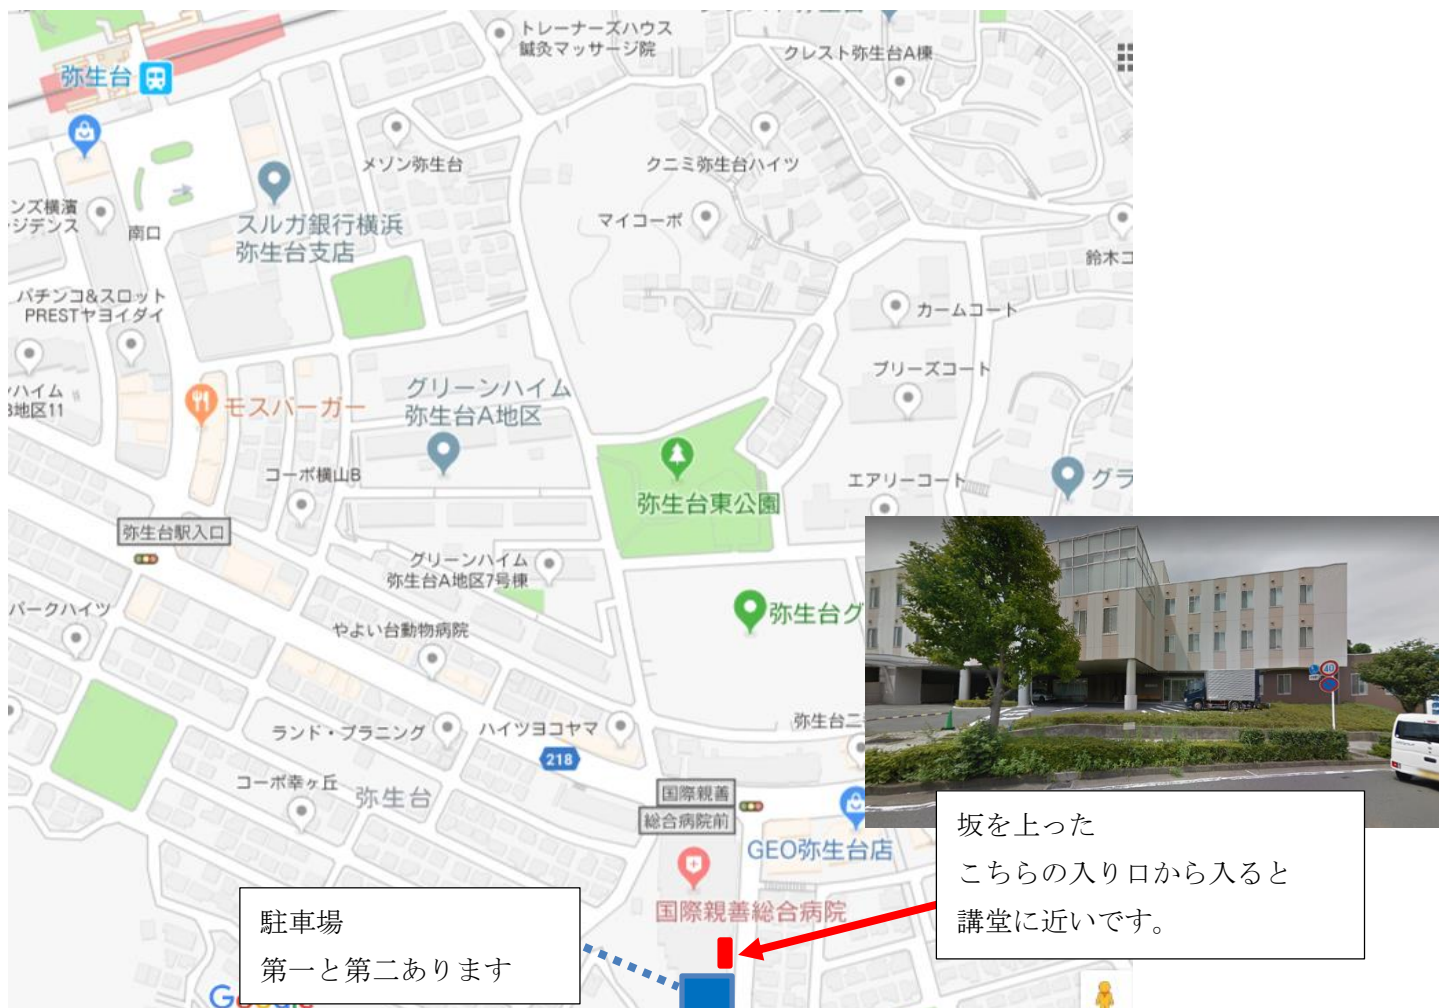 トレーナーズハウス
鍼灸マッサージ院
クレスト弥生台A棟
弥生台
メゾン弥生台
クニミ弥生台ハイツ
ンズ横濱
ジデンス
南口
スルガ銀行横浜
弥生台支店
マイコーポ
鈴木コ
パチンコ&スロット
PRESTヤヨイダイ
カームコート
ブリーズコート
ハイム
地区11
モスバーガー
グリーンハイム
弥生台A地区
コーポ横山B
弥生台東公園
エアリーコート
グラ
弥生台駅入口
グリーンハイム
弥生台A地区7号棟
パークハイツ
やよい台動物病院
弥生台グ
40
ランド・プラニング
ハイツヨコヤマ
弥生台二
218
コーポ幸ヶ丘
弥生台
国際親善
総合病院前
GEO弥生台店
国際親善総合病院
坂を上った
こちらの入り口から入ると
講堂に近いです。
駐車場
第一と第二あります
Google